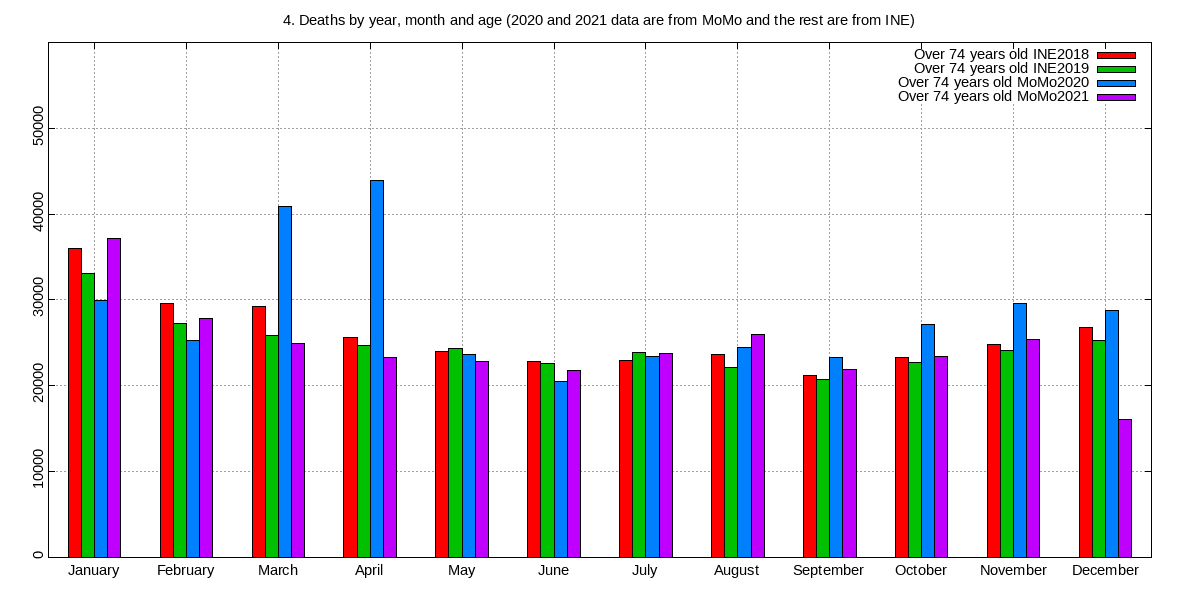 4. Deaths by year, month and age (2020 and 2021 data are from MoMo and the rest are from INE)
Over 74 years old INE2018
Over 74 years old INE2019
Over 74 years old MoMo2020
Over 74 years old MoMo2021
50000
40000
30000
20000
10000
0
January February March April May June July August September October November December